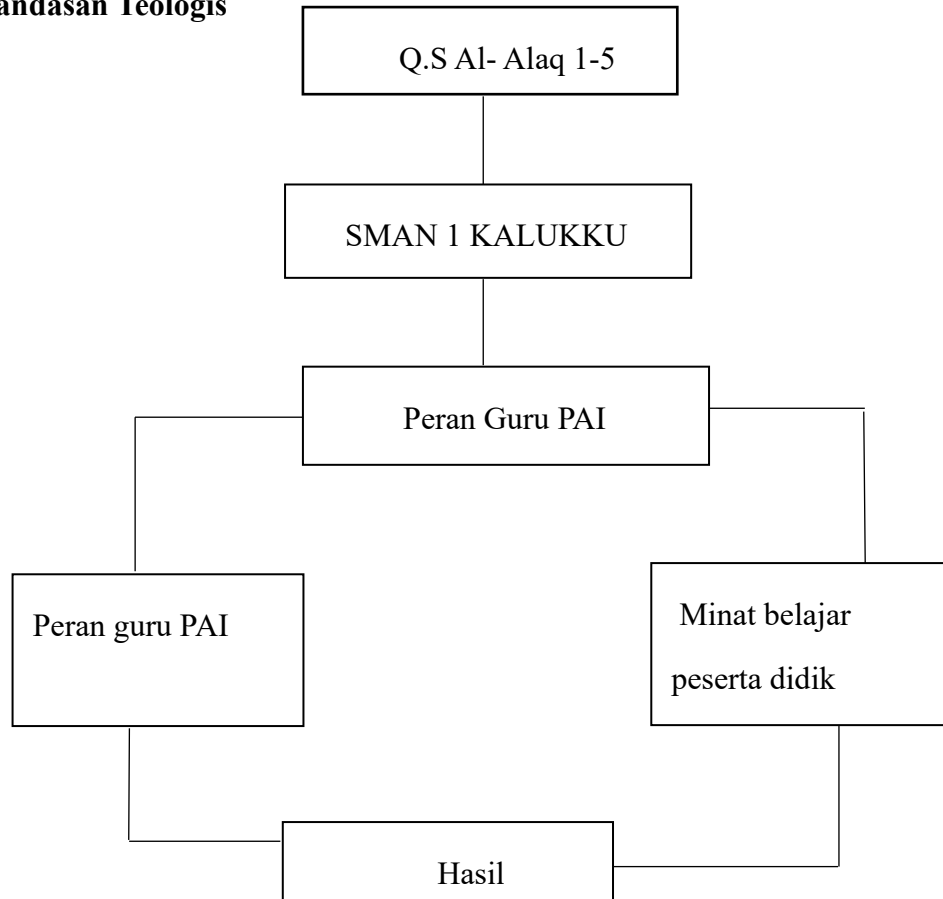 andasan Teologis
Q.S Al- Alaq 1-5
SMAN 1 KALUKKU
Peran Guru PAI
Peran guru PAI
Minat belajar
peserta didik
Hasil